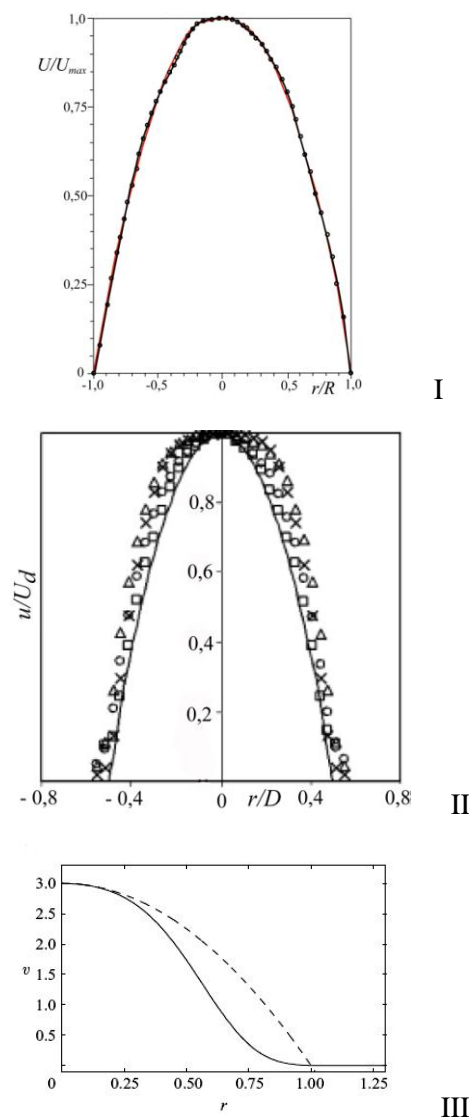 1,0
U/U_max
0,75
0,50
0,25
0
-1,0 -0,5 0 0,5 r/R 1,0
I
u/U_d
0,8
0,6
0,4
0,2
- 0,8 - 0,4 0 r/D 0,4 0,8
II
3.0
2.5
2.0
v
1.5
1.0
0.5
0 0.25 0.50 0.75 1.00 1.25
r
III